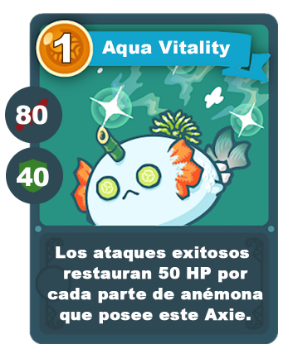 1
Aqua Vitality
80
40
Los ataques exitosos
restauran 50 HP por
cada parte de anémona
que posee este Axie.